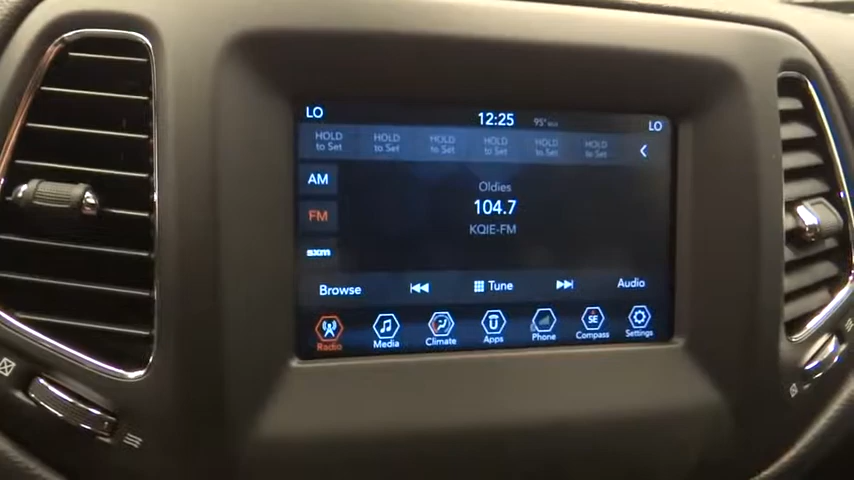 LO 12:25 95° LO
HOLD HOLD HOLD HOLD HOLD HOLD
to Set to Set to Set to Set to Set to Set
AM
Oldies
FM 104.7
KQIE-FM
sxm
Browse Tune Audio
SE
Radio Media Climate Apps Phone Compass Settings